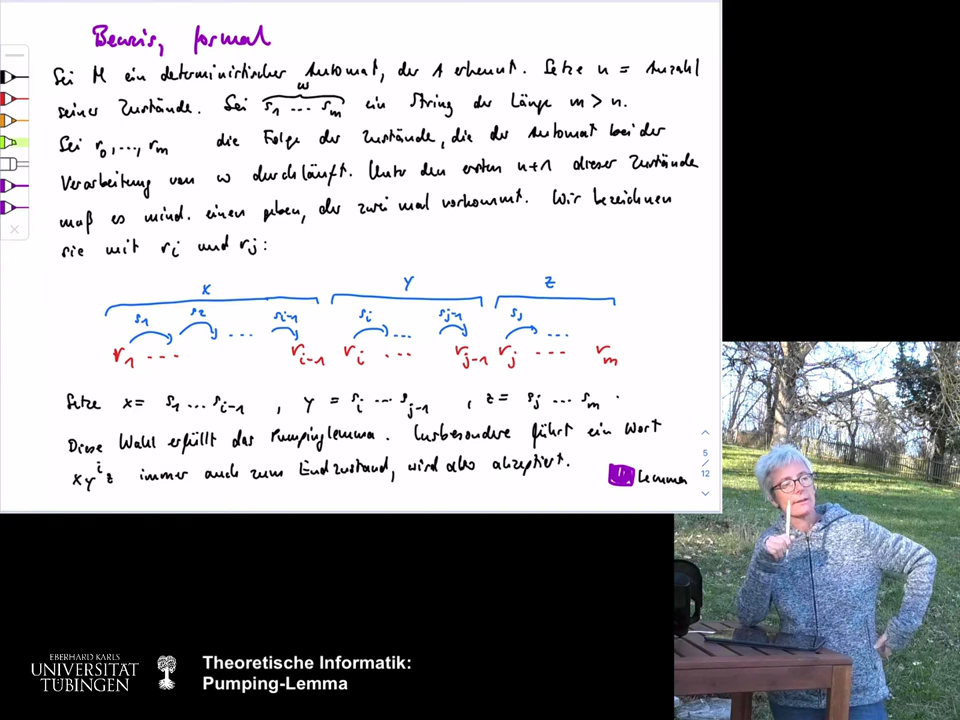 Beweis, formal
Sei M ein deterministischer Automat, der A erkennt. Setze n = Anzahl
w
seiner Zustände. Sei s1 ... sm ein String der Länge m > n.
Sei r0, ..., rm die Folge der Zustände, die der Automat bei der
Verarbeitung von w durchläuft. Unter den ersten n+1 dieser Zustände
muß es mind. einen geben, der zwei mal vorkommt. Wir bezeichnen
sie mit ri und rj:
x y z
s1 s2 ... si-1 si ... sj-1 sj ...
r1 ... ri-1 ri ... rj-1 rj ... rm
Setze x = s1 ... si-1 , y = si ... sj-1 , z = sj ... sm .
Diese Wahl erfüllt das Pumpinglemma. Insbesondere führt ein Wort
xy^i z immer auch zum Endzustand, wird also akzeptiert.
Lemma
5
/
12
EBERHARD KARLS
UNIVERSITÄT
TÜBINGEN
Theoretische Informatik:
Pumping-Lemma